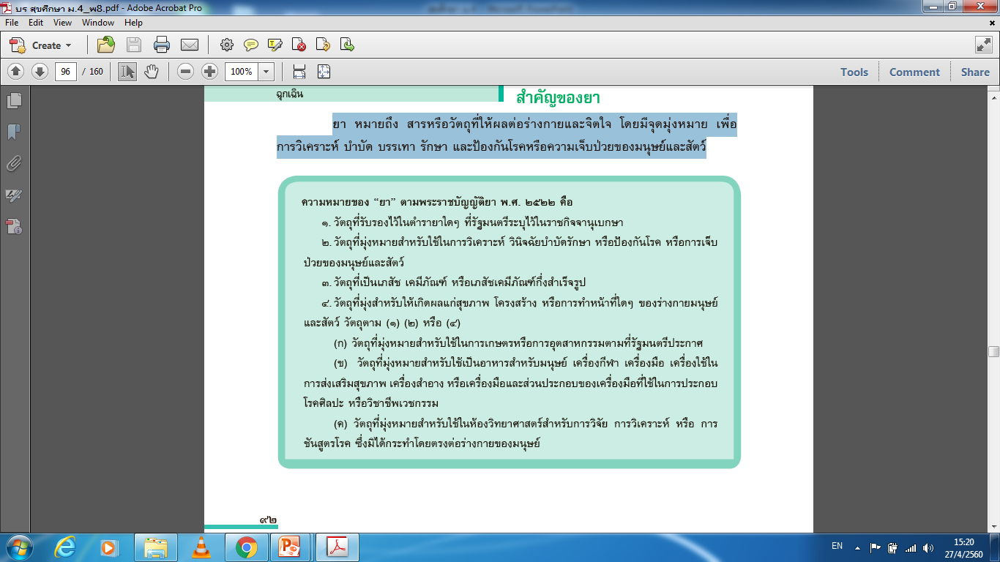 บร สุขศึกษา ม.4_พ8.pdf - Adobe Acrobat Pro
File Edit View Window Help
Create
96 / 160
100%
Tools Comment Share
ฉุกเฉิน
สำคัญของยา
ยา หมายถึง สารหรือวัตถุที่ให้ผลต่อร่างกายและจิตใจ โดยมีจุดมุ่งหมาย เพื่อ
การวิเคราะห์ บำบัด บรรเทา รักษา และป้องกันโรคหรือความเจ็บป่วยของมนุษย์และสัตว์
ความหมายของ “ยา” ตามพระราชบัญญัติยา พ.ศ. ๒๕๒๒ คือ
๑. วัตถุที่รับรองไว้ในตำรายาใดๆ ที่รัฐมนตรีระบุไว้ในราชกิจจานุเบกษา
๒. วัตถุที่มุ่งหมายสำหรับใช้ในการวิเคราะห์ วินิจฉัยบำบัดรักษา หรือป้องกันโรค หรือการเจ็บ
ป่วยของมนุษย์และสัตว์
๓. วัตถุที่เป็นเภสัช เคมีภัณฑ์ หรือเภสัชเคมีภัณฑ์กึ่งสำเร็จรูป
๔. วัตถุที่มุ่งสำหรับให้เกิดผลแก่สุขภาพ โครงสร้าง หรือการทำหน้าที่ใดๆ ของร่างกายมนุษย์
และสัตว์ วัตถุตาม (๑) (๒) หรือ (๔)
(ก) วัตถุที่มุ่งหมายสำหรับใช้ในการเกษตรหรือการอุตสาหกรรมตามที่รัฐมนตรีประกาศ
(ข) วัตถุที่มุ่งหมายสำหรับใช้เป็นอาหารสำหรับมนุษย์ เครื่องกีฬา เครื่องมือ เครื่องใช้ใน
การส่งเสริมสุขภาพ เครื่องสำอาง หรือเครื่องมือและส่วนประกอบของเครื่องมือที่ใช้ในการประกอบ
โรคศิลปะ หรือวิชาชีพเวชกรรม
(ค) วัตถุที่มุ่งหมายสำหรับใช้ในห้องวิทยาศาสตร์สำหรับการวิจัย การวิเคราะห์ หรือ การ
ชันสูตรโรค ซึ่งมิได้กระทำโดยตรงต่อร่างกายของมนุษย์
๙๒
EN
15:20
27/4/2560